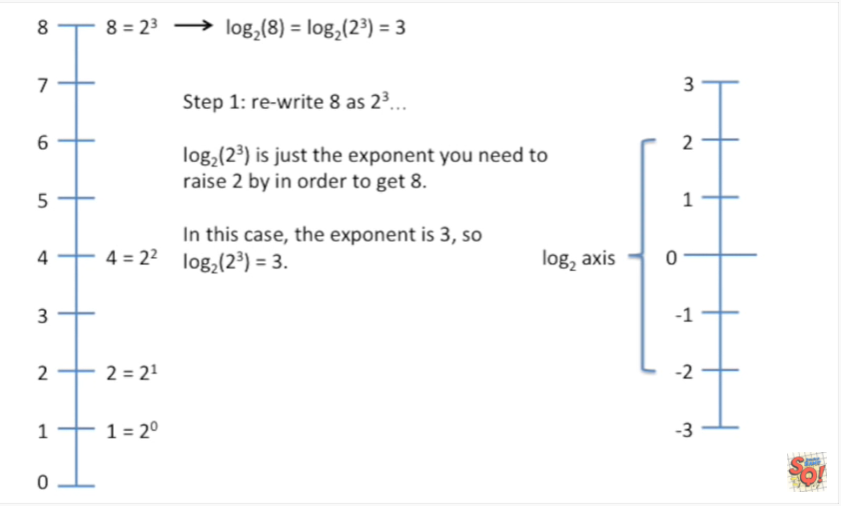 8
8 = 2³ → log₂(8) = log₂(2³) = 3
7
Step 1: re-write 8 as 2³...
6
log₂(2³) is just the exponent you need to
raise 2 by in order to get 8.
5
In this case, the exponent is 3, so
4
4 = 2²
log₂(2³) = 3.
3
2
2 = 2¹
1
1 = 2⁰
0
log₂ axis
3
2
1
0
-1
-2
-3
SO!